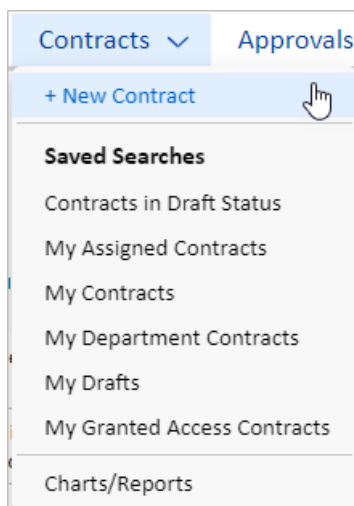 Contracts Approvals
+ New Contract
Saved Searches
Contracts in Draft Status
My Assigned Contracts
My Contracts
My Department Contracts
My Drafts
My Granted Access Contracts
Charts/Reports